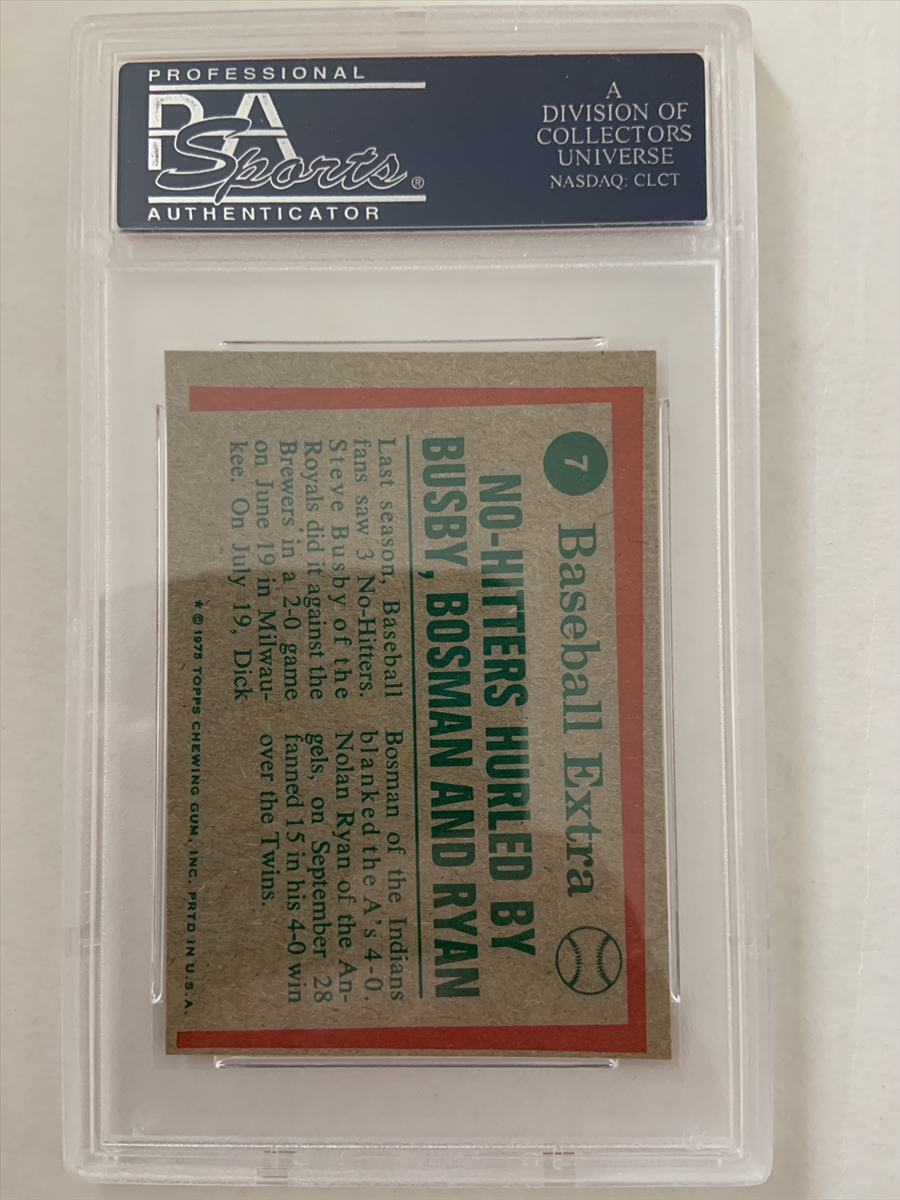 PROFESSIONAL
PSA
Sports®
AUTHENTICATOR
A
DIVISION OF
COLLECTORS
UNIVERSE
NASDAQ: CLCT
7 Baseball Extra
NO-HITTERS HURLED BY
BUSBY, BOSMAN AND RYAN
Last season, Baseball
fans saw 3 No-Hitters.
Steve Busby of the
Royals did it against the
Brewers in a 2-0 game
on June 19 in Milwau-
kee. On July 19, Dick
Bosman of the Indians
blanked the A's 4-0.
Nolan Ryan of the An-
gels, on September 28
fanned 15 in his 4-0 win
over the Twins.
* © 1975 TOPPS CHEWING GUM, INC. PRTD IN U.S.A.